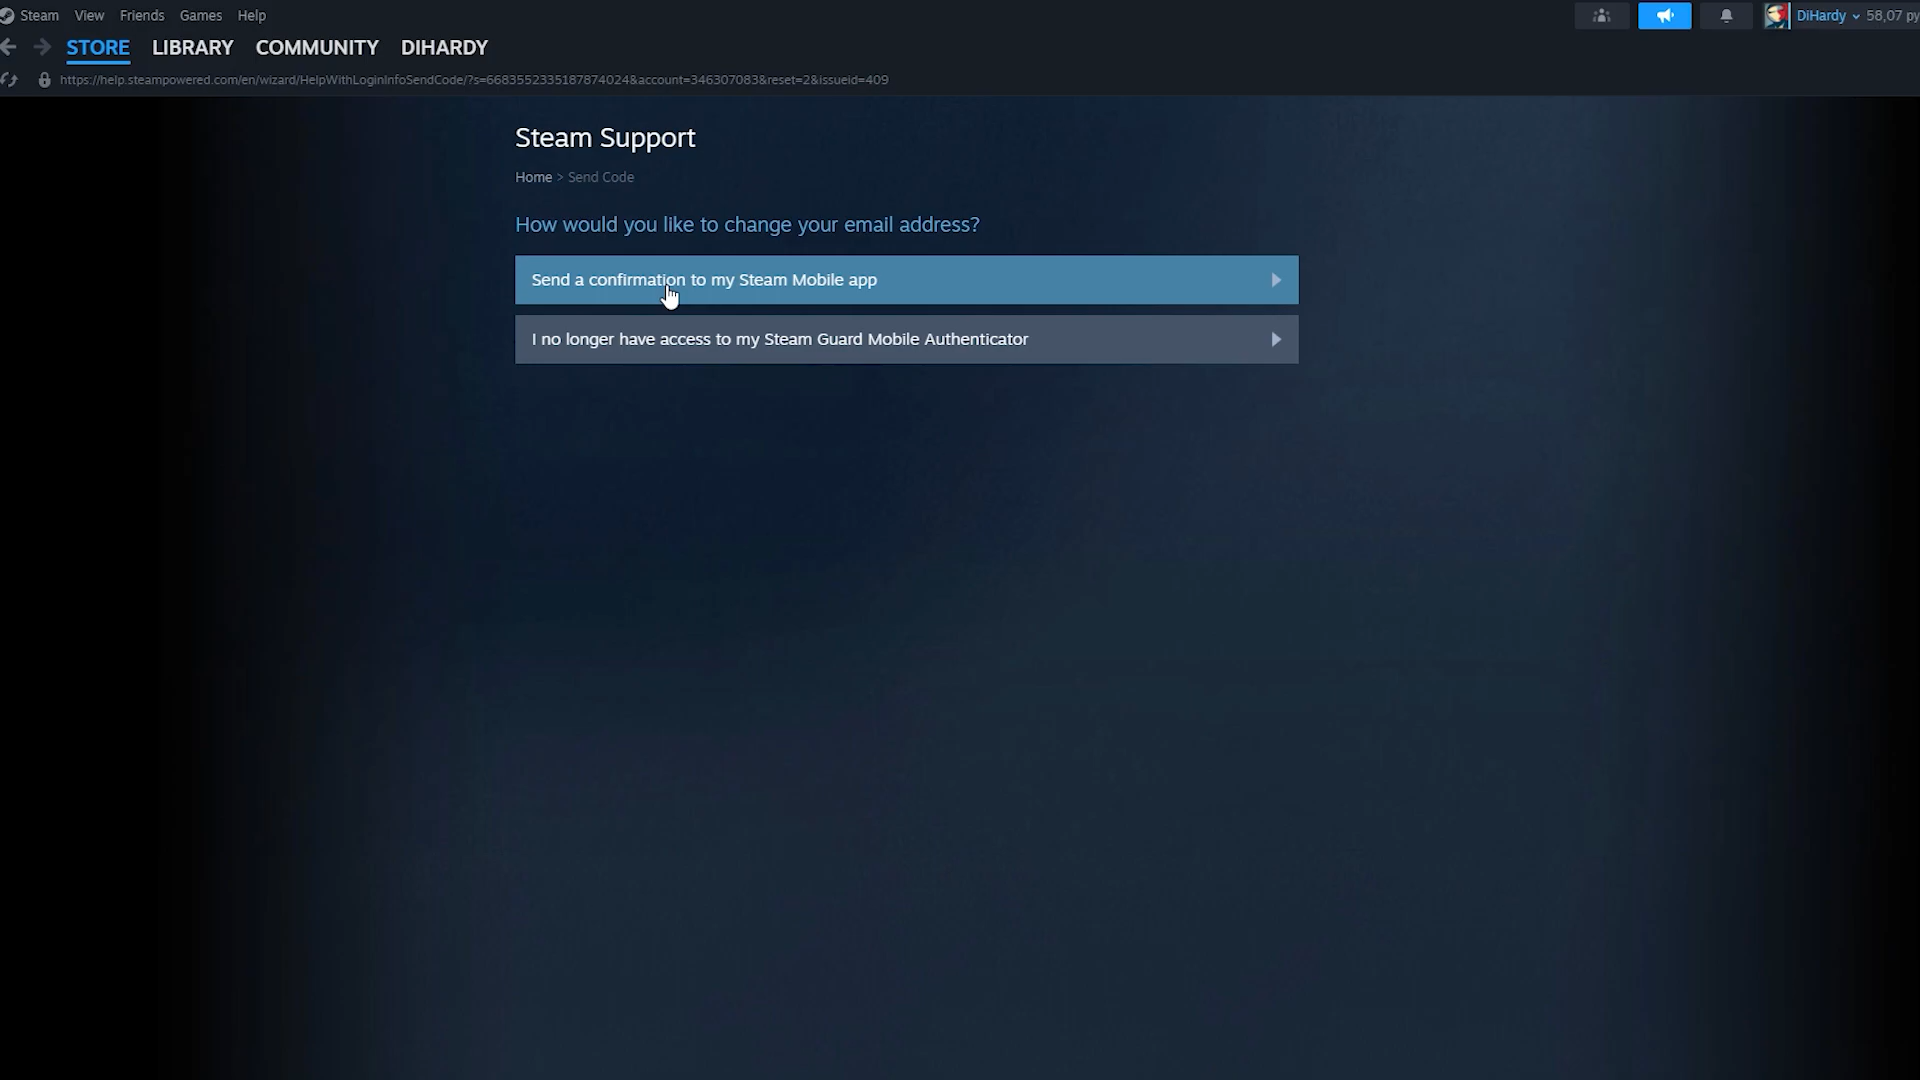 Steam View Friends Games Help
DiHardy 58,07 ру
STORE LIBRARY COMMUNITY DIHARDY
https://help.steampowered.com/en/wizard/HelpWithLoginInfoSendCode/?s=6683552335187874024&account=346307083&reset=2&issueid=409
Steam Support
Home > Send Code
How would you like to change your email address?
Send a confirmation to my Steam Mobile app
I no longer have access to my Steam Guard Mobile Authenticator